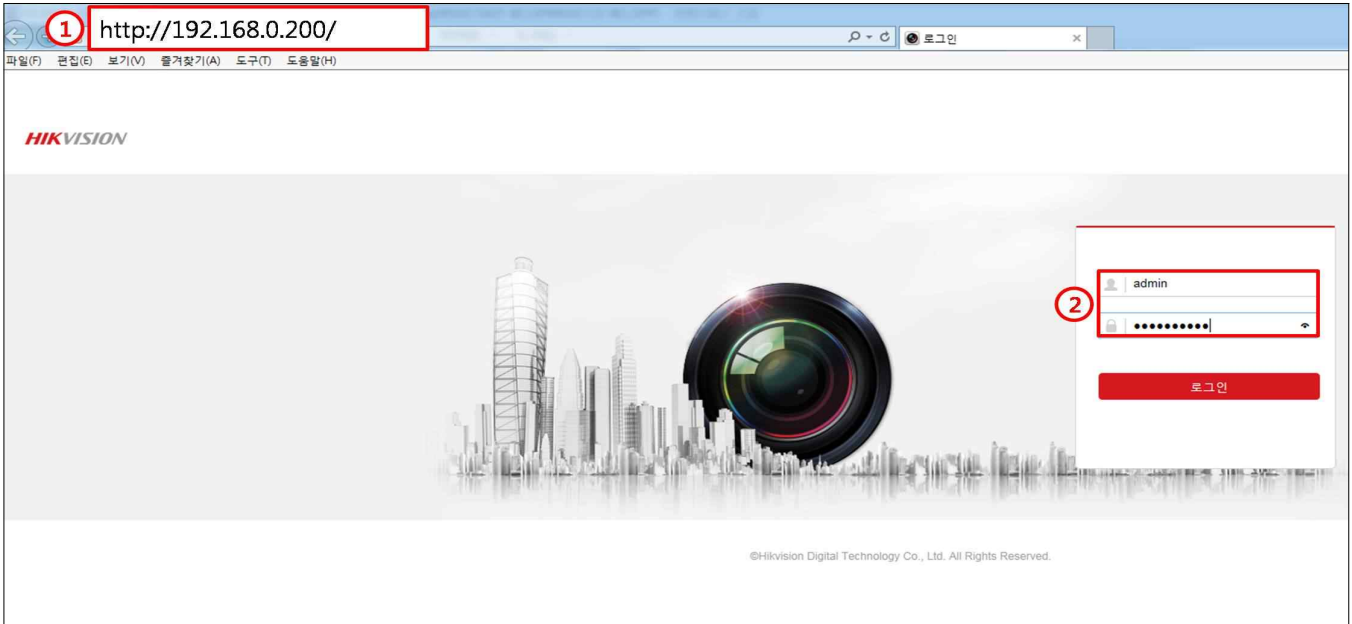 ① http://192.168.0.200/
로그인
파일(F) 편집(E) 보기(V) 즐겨찾기(A) 도구(T) 도움말(H)
HIKVISION
admin
②
●●●●●●●●●●
로그인
©Hikvision Digital Technology Co., Ltd. All Rights Reserved.